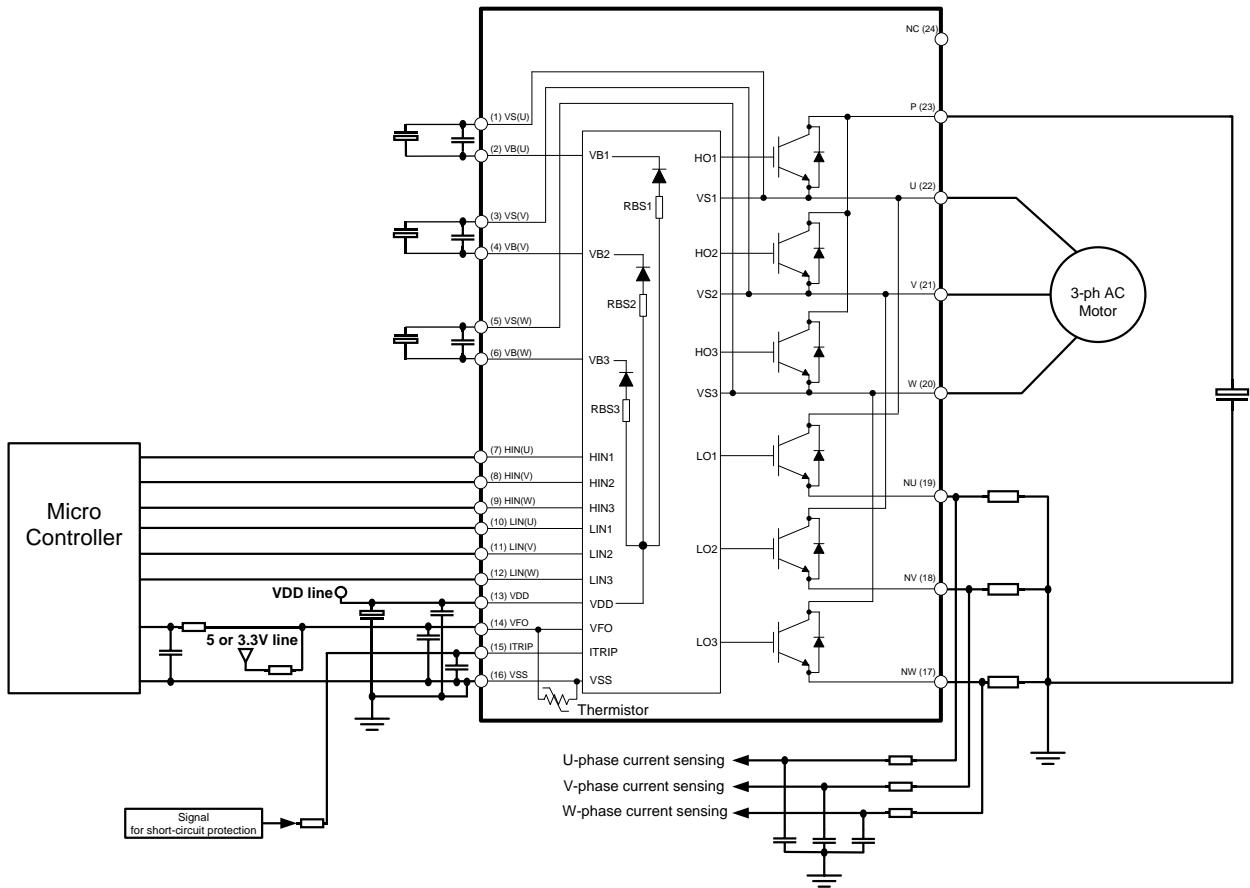 NC (24)
(1) VS(U)
(2) VB(U)
(3) VS(V)
(4) VB(V)
(5) VS(W)
(6) VB(W)
(7) HIN(U)
(8) HIN(V)
(9) HIN(W)
(10) LIN(U)
(11) LIN(V)
(12) LIN(W)
(13) VDD
(14) VFO
(15) ITRIP
(16) VSS
VB1
RBS1
VB2
RBS2
VB3
RBS3
HIN1
HIN2
HIN3
LIN1
LIN2
LIN3
VDD
VFO
ITRIP
VSS
Thermistor
HO1
VS1
HO2
VS2
HO3
VS3
LO1
LO2
LO3
P (23)
U (22)
V (21)
W (20)
NU (19)
NV (18)
NW (17)
3-ph AC
Motor
Micro
Controller
VDD line
5 or 3.3V line
U-phase current sensing
V-phase current sensing
W-phase current sensing
Signal
for short-circuit protection